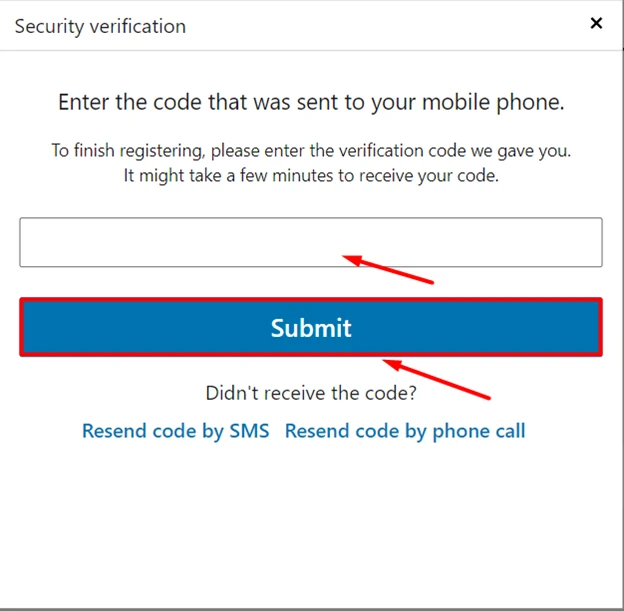 Security verification
Enter the code that was sent to your mobile phone.
To finish registering, please enter the verification code we gave you.
It might take a few minutes to receive your code.
Submit
Didn't receive the code?
Resend code by SMS Resend code by phone call